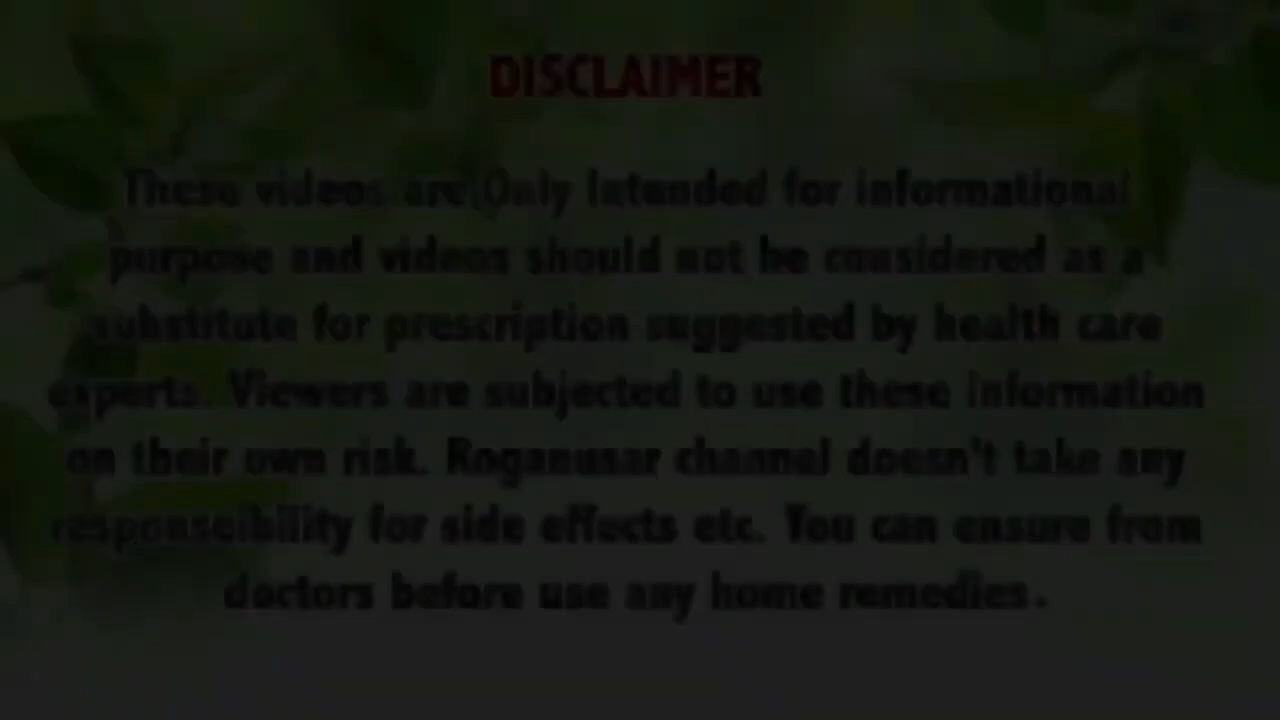 DISCLAIMER
These videos are Only Intended for informational
purpose and videos should not be considered as a
substitute for prescription suggested by health care
experts. Viewers are subjected to use these information
on their own risk. Roganusar channel doesn't take any
responseibility for side effects etc. You can ensure from
doctors before use any home remedies.